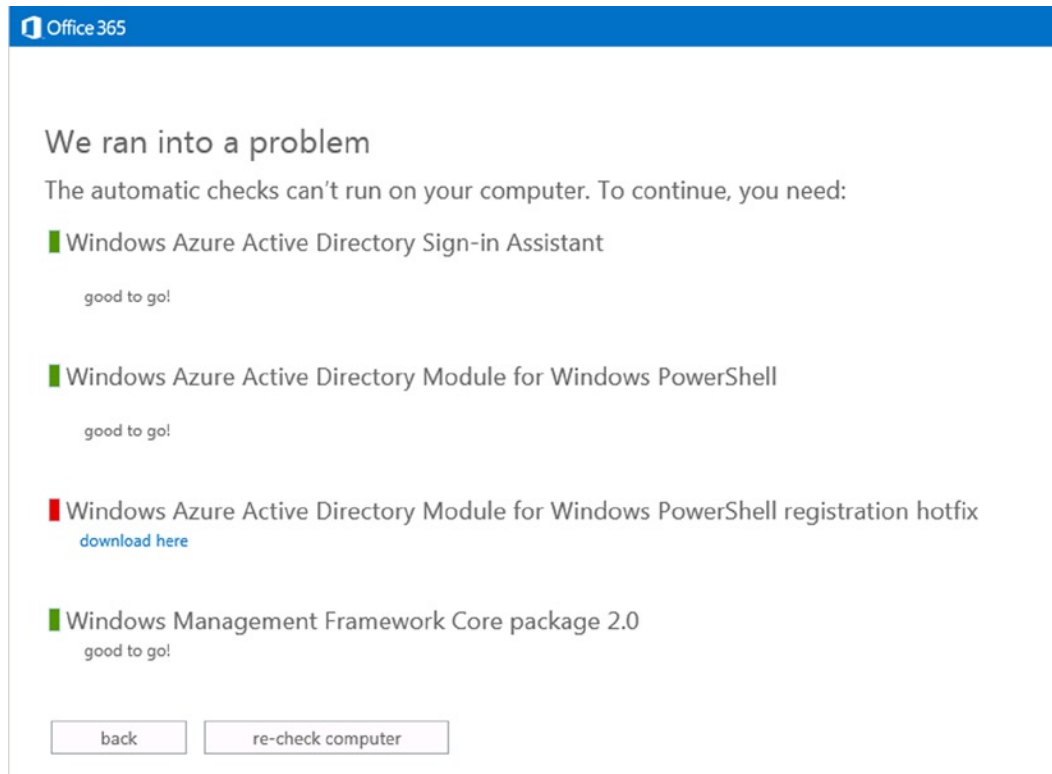 Office 365
We ran into a problem
The automatic checks can't run on your computer. To continue, you need:
Windows Azure Active Directory Sign-in Assistant
good to go!
Windows Azure Active Directory Module for Windows PowerShell
good to go!
Windows Azure Active Directory Module for Windows PowerShell registration hotfix
download here
Windows Management Framework Core package 2.0
good to go!
back re-check computer